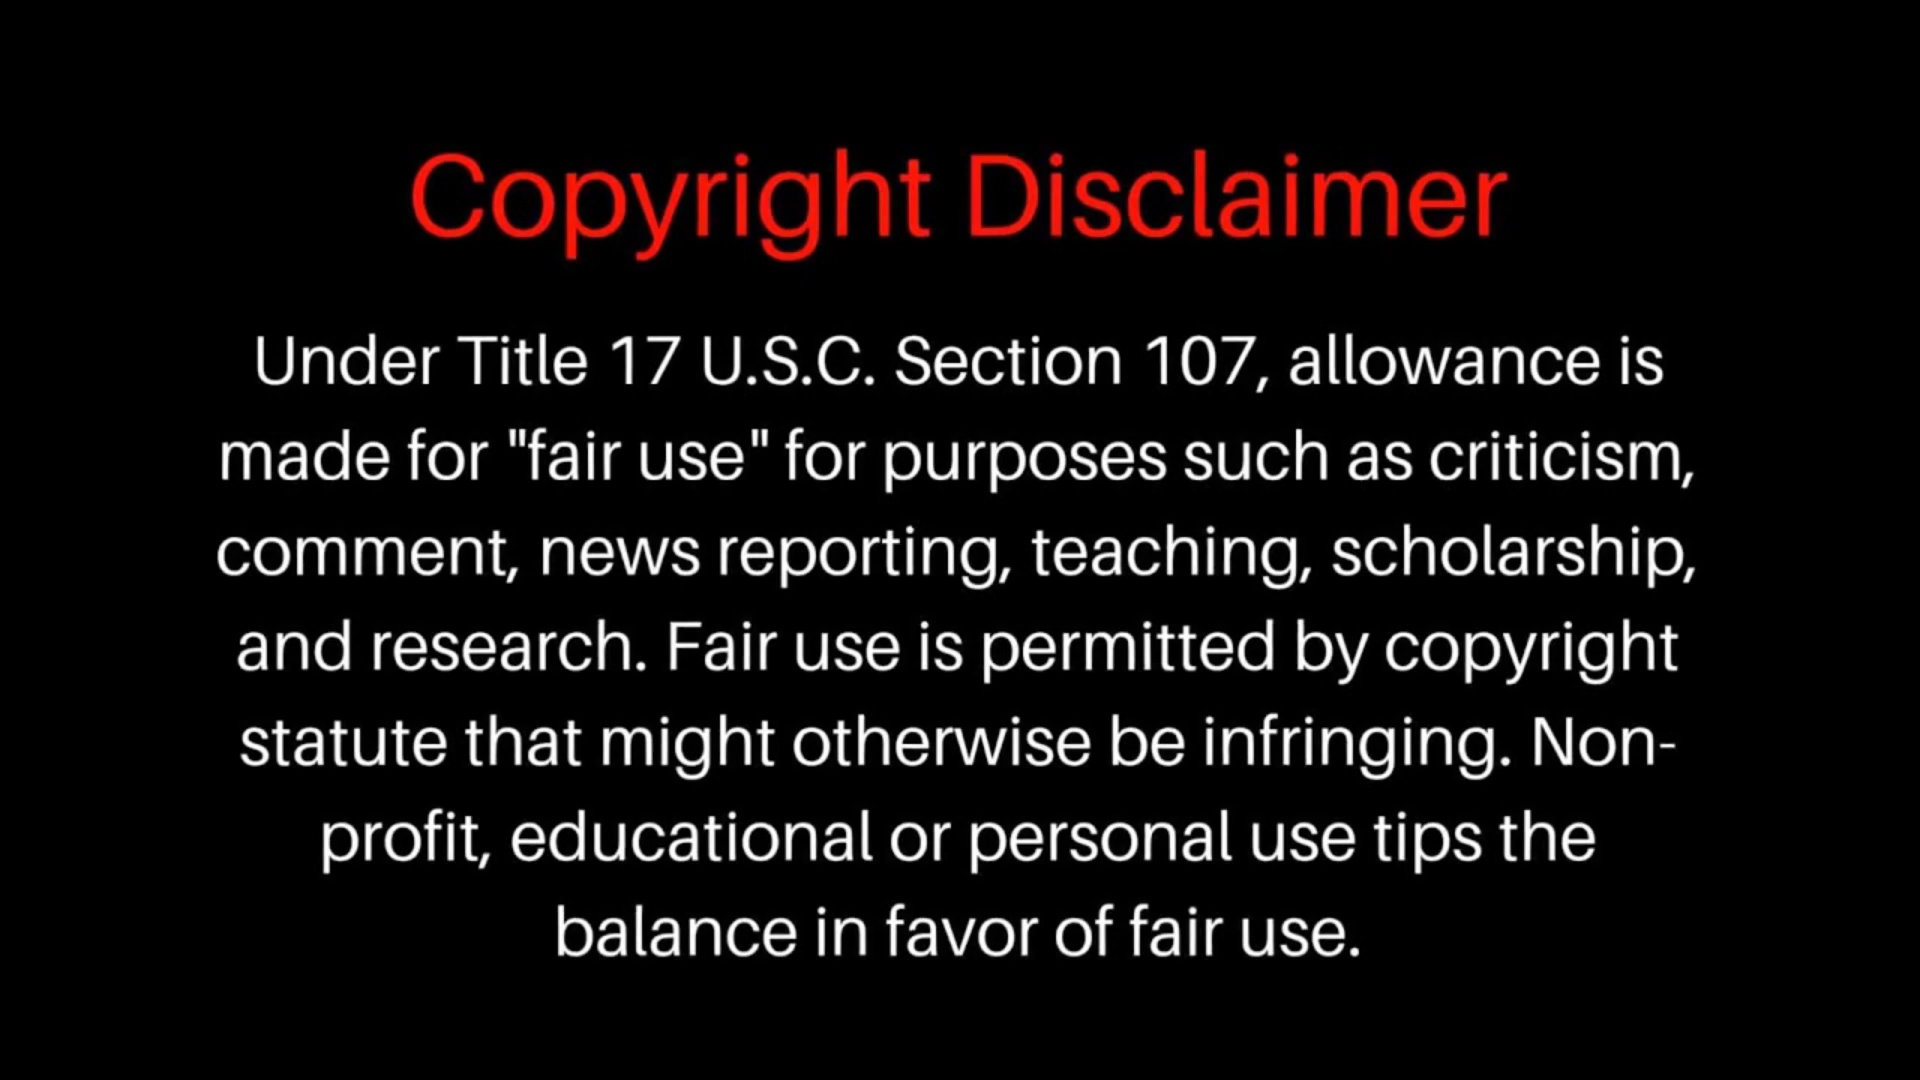 Copyright Disclaimer
Under Title 17 U.S.C. Section 107, allowance is
made for "fair use" for purposes such as criticism,
comment, news reporting, teaching, scholarship,
and research. Fair use is permitted by copyright
statute that might otherwise be infringing. Non-
profit, educational or personal use tips the
balance in favor of fair use.